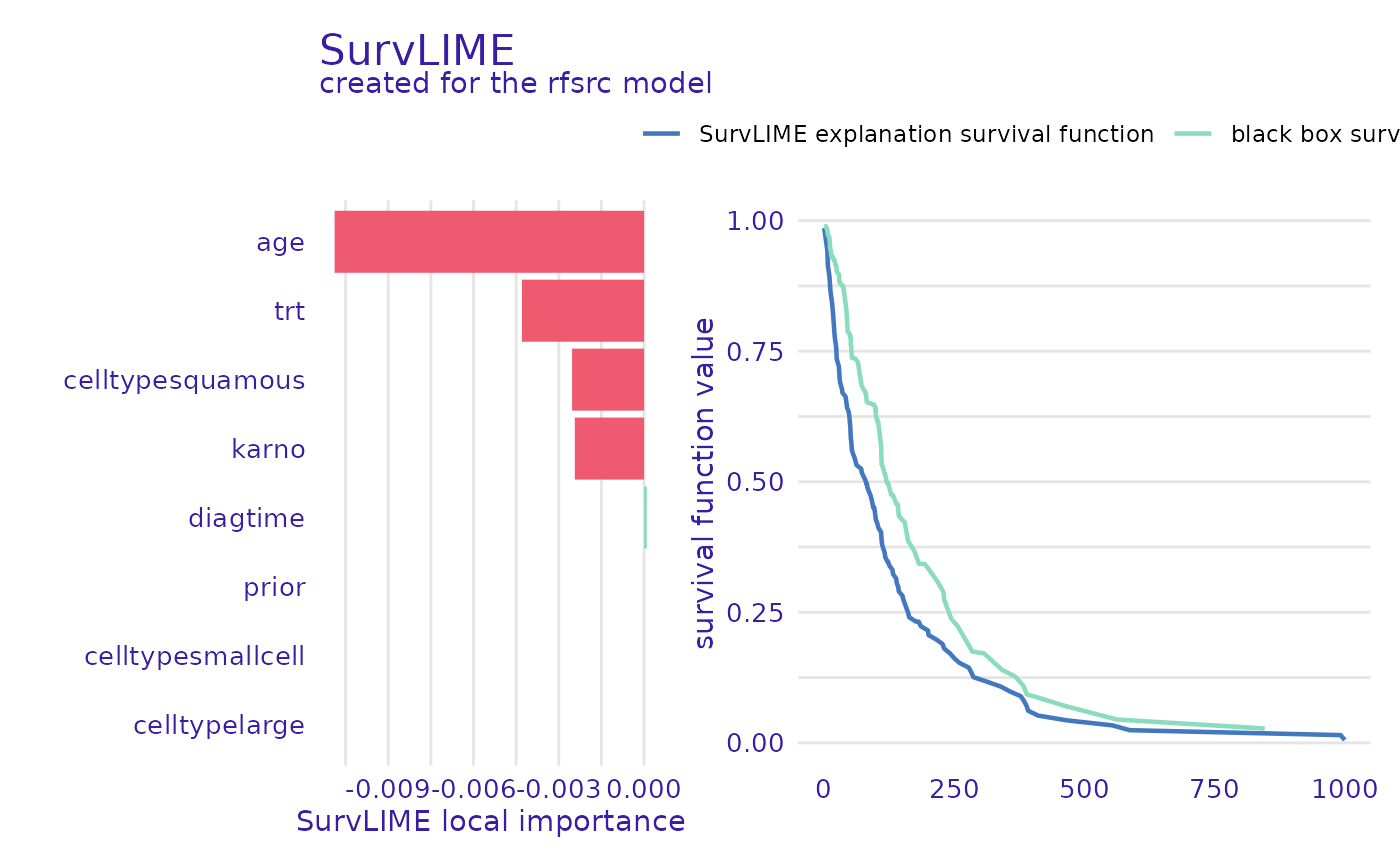 SurvLIME
created for the rfsrc model
SurvLIME explanation survival function
black box surv
age
trt
celltypesquamous
karno
diagtime
prior
celltypesmallcell
celltypelarge
-0.009 -0.006 -0.003 0.000
SurvLIME local importance
survival function value
1.00
0.75
0.50
0.25
0.00
0 250 500 750 1000